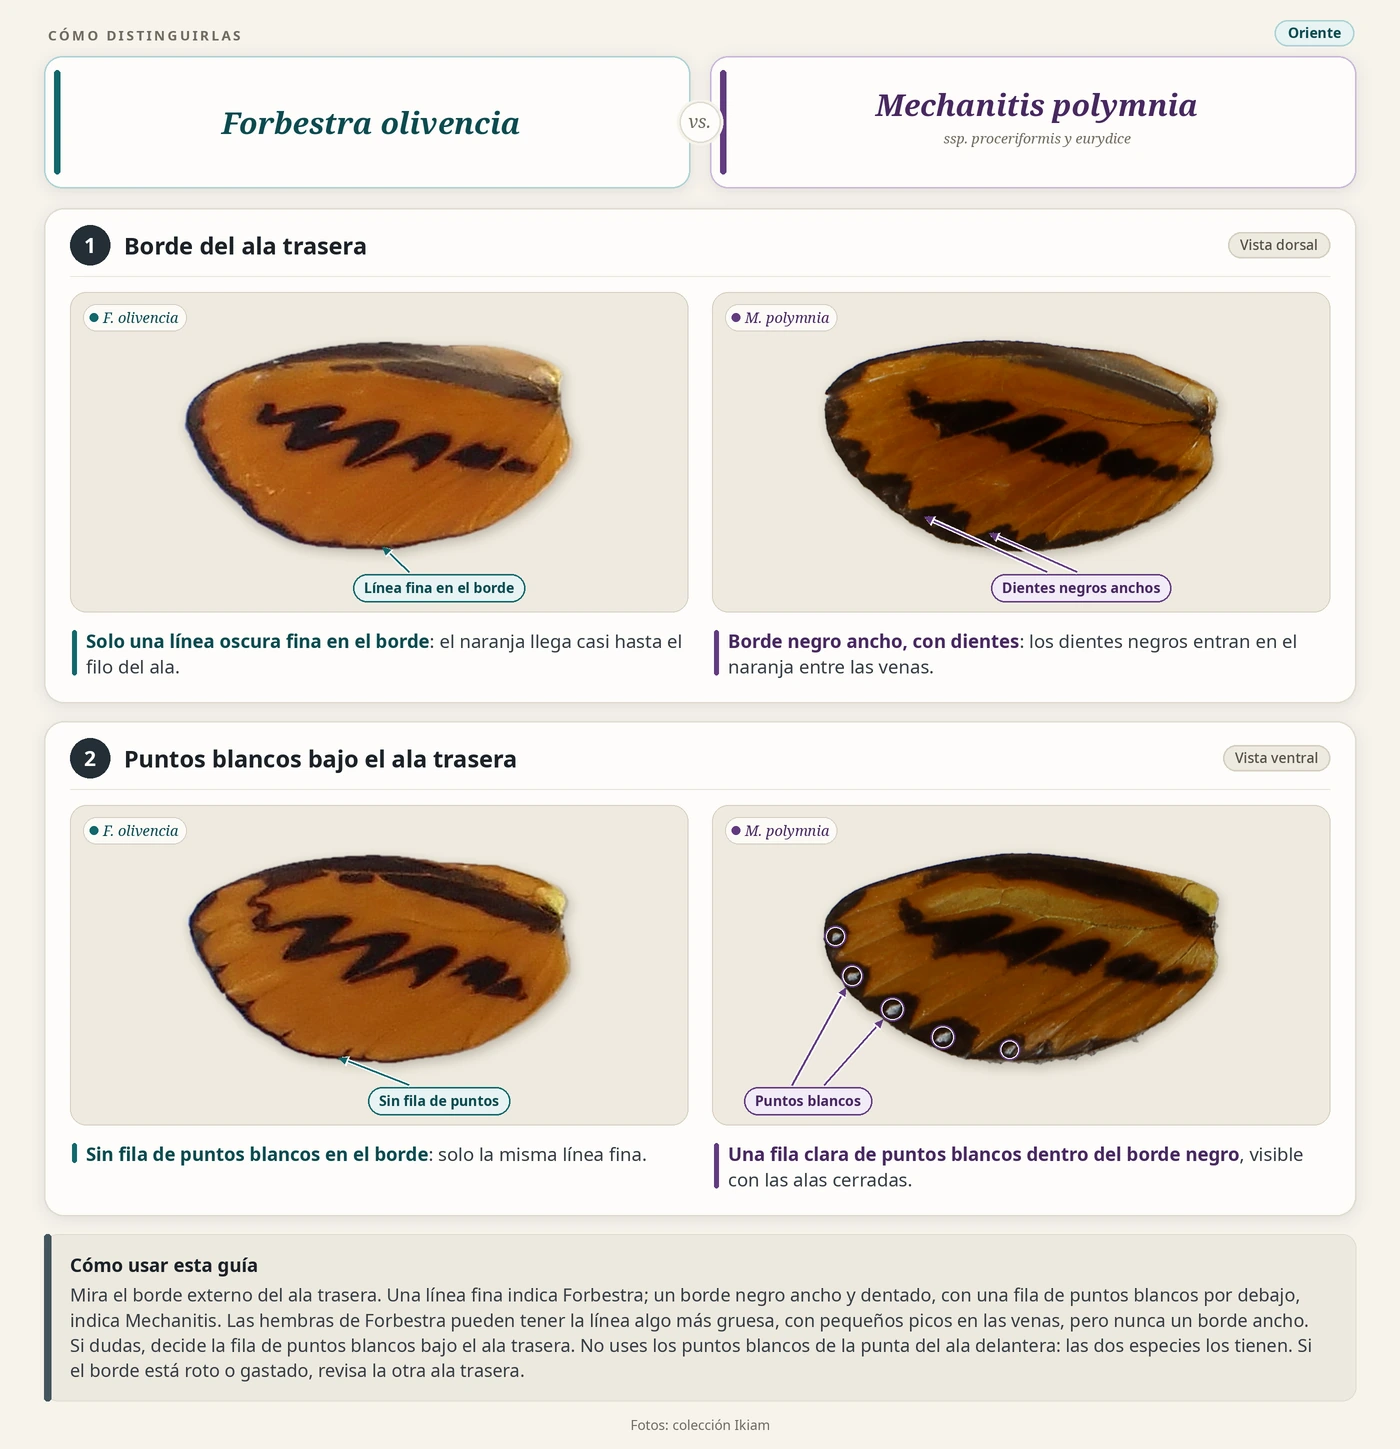 CÓMO DISTINGUIRLAS
Oriente
Forbestra olivencia
vs.
Mechanitis polymnia
ssp. proceriformis y eurydice
1 Borde del ala trasera
Vista dorsal
F. olivencia
M. polymnia
Línea fina en el borde
Dientes negros anchos
Solo una línea oscura fina en el borde: el naranja llega casi hasta el
filo del ala.
Borde negro ancho, con dientes: los dientes negros entran en el
naranja entre las venas.
2 Puntos blancos bajo el ala trasera
Vista ventral
F. olivencia
M. polymnia
Sin fila de puntos
Puntos blancos
Sin fila de puntos blancos en el borde: solo la misma línea fina.
Una fila clara de puntos blancos dentro del borde negro, visible
con las alas cerradas.
Cómo usar esta guía
Mira el borde externo del ala trasera. Una línea fina indica Forbestra; un borde negro ancho y dentado, con una fila de puntos blancos por debajo,
indica Mechanitis. Las hembras de Forbestra pueden tener la línea algo más gruesa, con pequeños picos en las venas, pero nunca un borde ancho.
Si dudas, decide la fila de puntos blancos bajo el ala trasera. No uses los puntos blancos de la punta del ala delantera: las dos especies los tienen. Si
el borde está roto o gastado, revisa la otra ala trasera.
Fotos: colección Ikiam